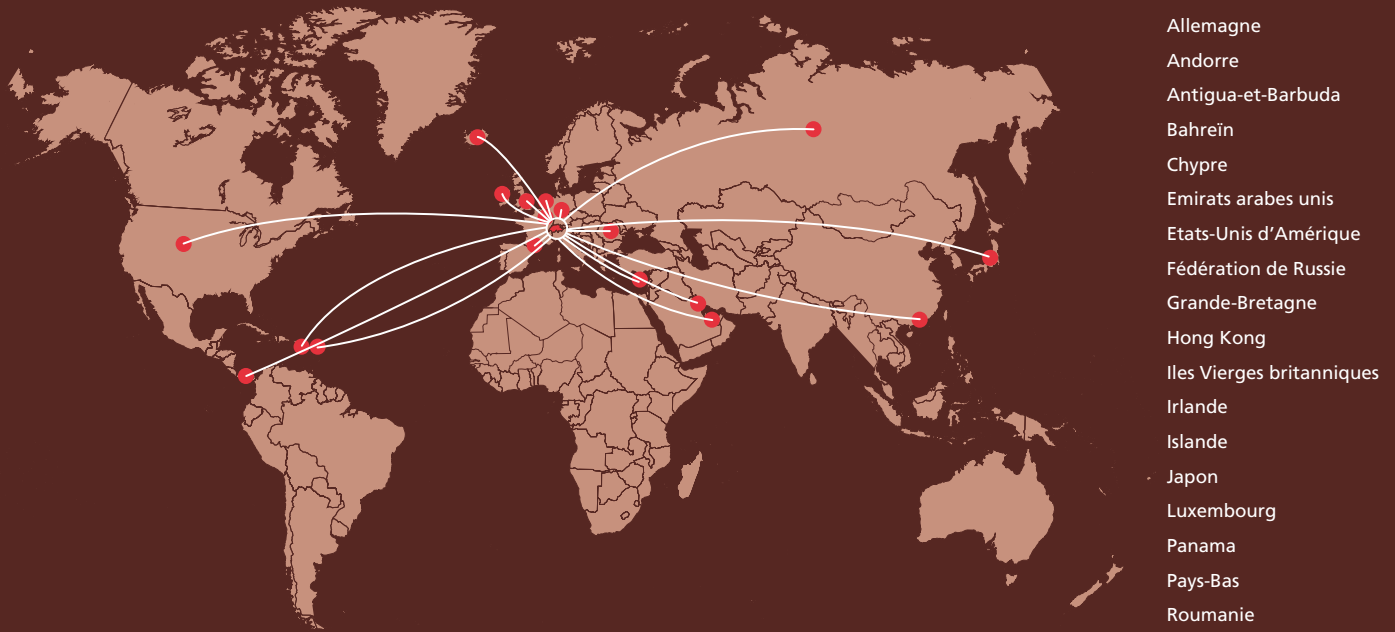 Allemagne
Andorre
Antigua-et-Barbuda
Bahreïn
Chypre
Emirats arabes unis
Etats-Unis d’Amérique
Fédération de Russie
Grande-Bretagne
Hong Kong
Iles Vierges britanniques
Irlande
Islande
Japon
Luxembourg
Panama
Pays-Bas
Roumanie